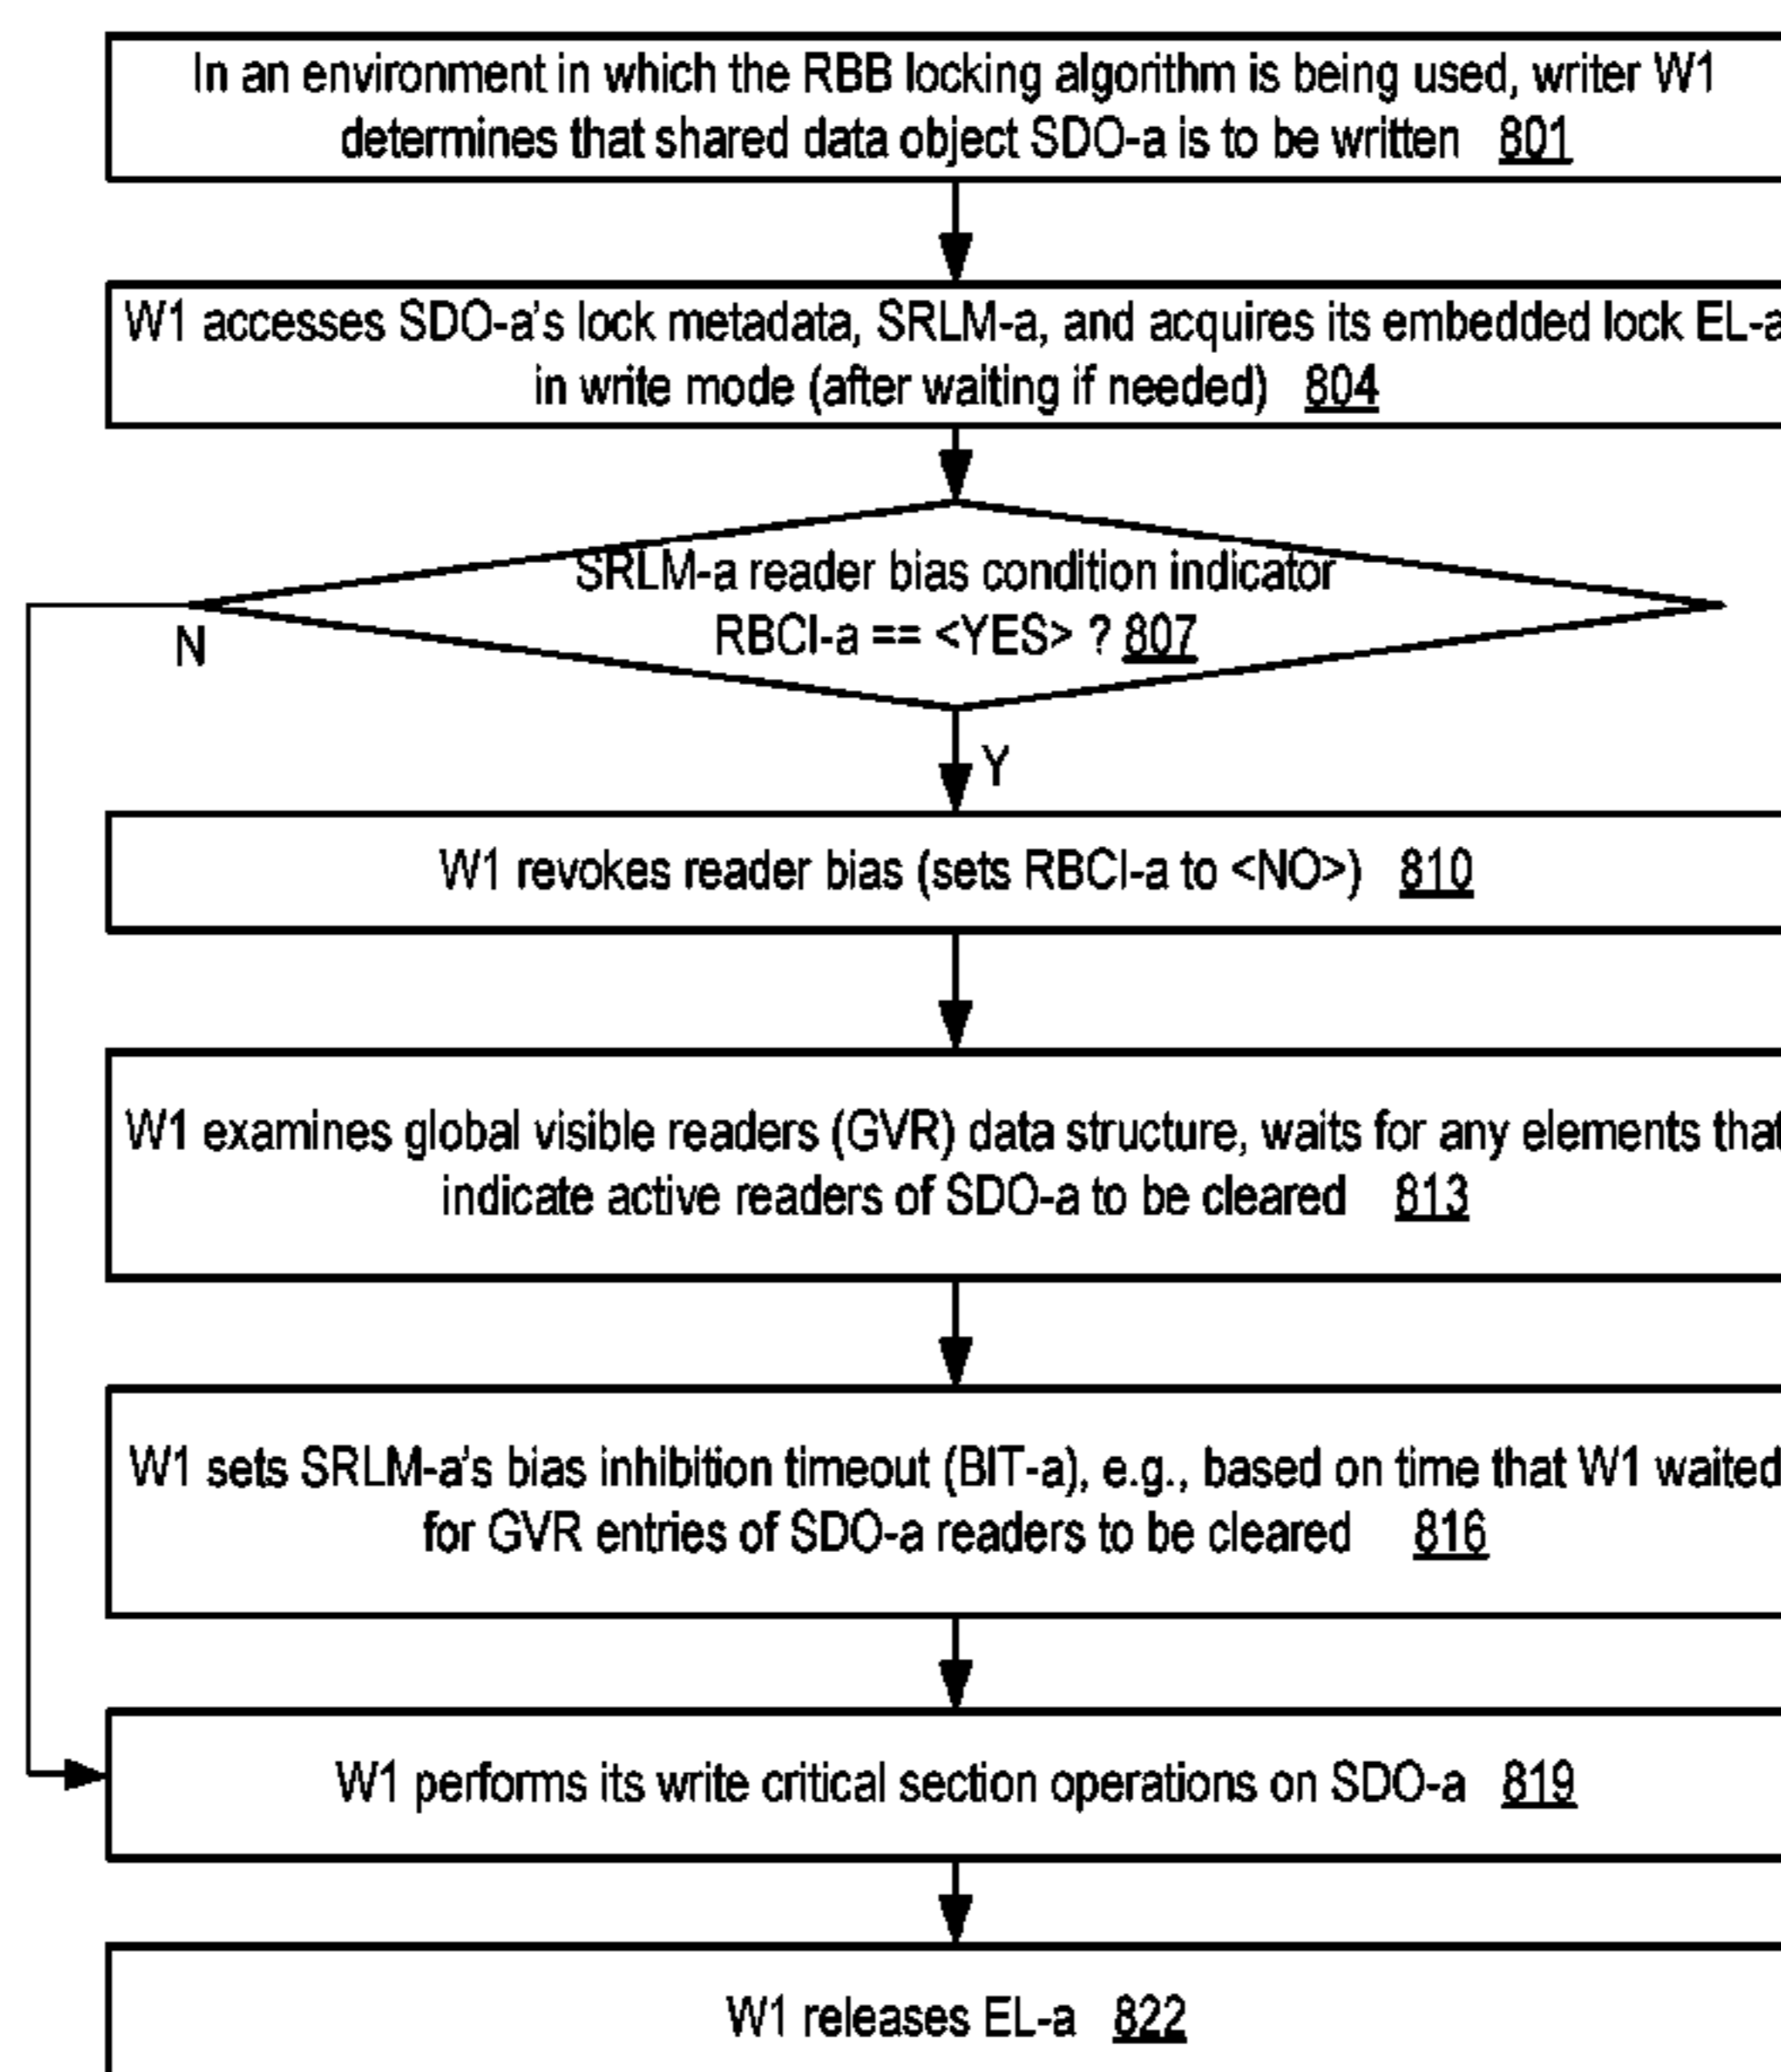 In an environment in which the RBB locking algorithm is being used, writer W1
determines that shared data object SDO-a is to be written 801
W1 accesses SDO-a's lock metadata, SRLM-a, and acquires its embedded lock EL-a
in write mode (after waiting if needed) 804
SRLM-a reader bias condition indicator
RBCI-a == <YES> ? 807
N
Y
W1 revokes reader bias (sets RBCI-a to <NO>) 810
W1 examines global visible readers (GVR) data structure, waits for any elements that
indicate active readers of SDO-a to be cleared 813
W1 sets SRLM-a's bias inhibition timeout (BIT-a), e.g., based on time that W1 waited
for GVR entries of SDO-a readers to be cleared 816
W1 performs its write critical section operations on SDO-a 819
W1 releases EL-a 822